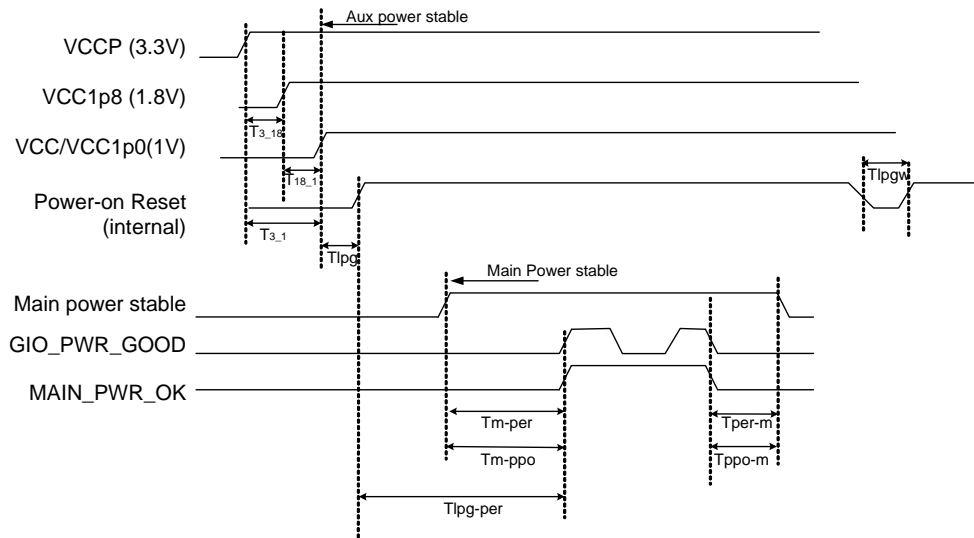 Aux power stable
VCCP (3.3V)
VCC1p8 (1.8V)
T3_18
VCC/VCC1p0(1V)
T18_1
Tlpgw
Power-on Reset
(internal)
T3_1
Tlpg
Main Power stable
Main power stable
GIO_PWR_GOOD
MAIN_PWR_OK
Tm-per
Tper-m
Tm-ppo
Tppo-m
Tlpg-per